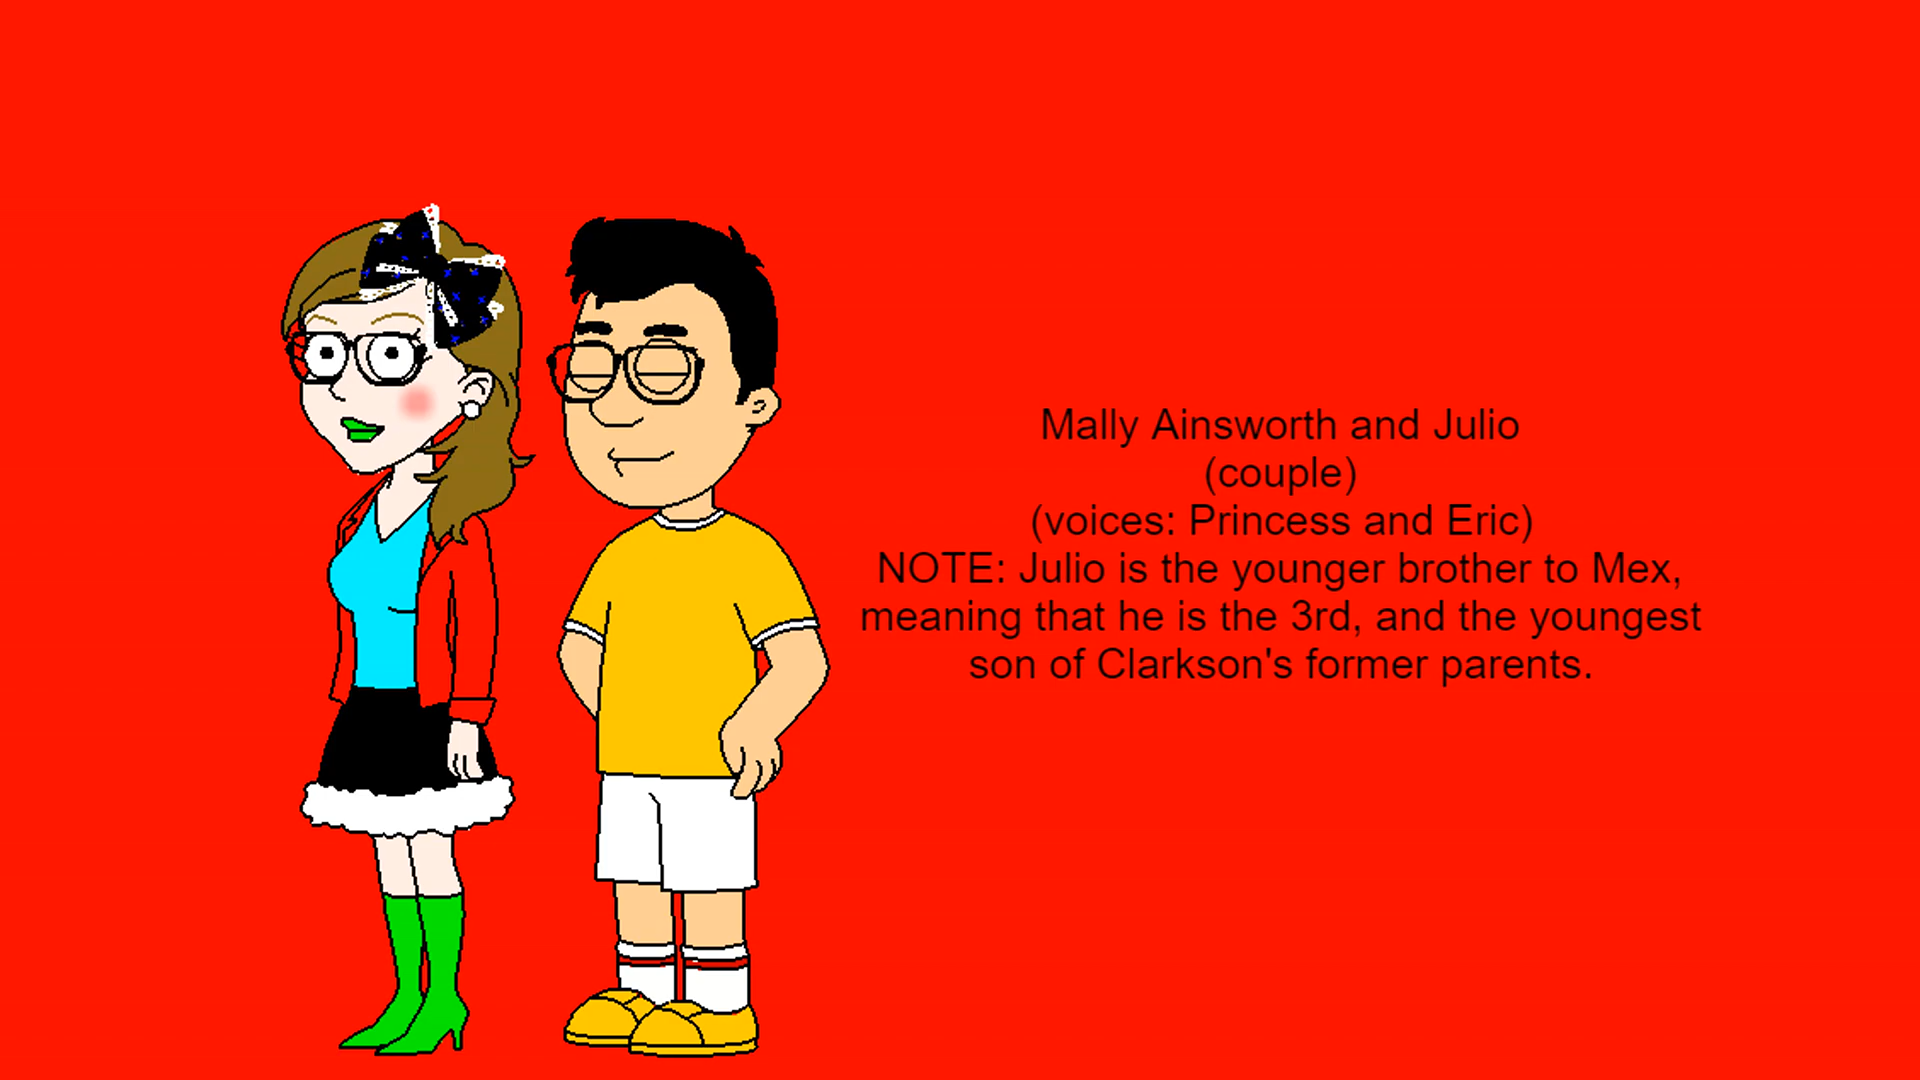 Mally Ainsworth and Julio
(couple)
(voices: Princess and Eric)
NOTE: Julio is the younger brother to Mex,
meaning that he is the 3rd, and the youngest
son of Clarkson's former parents.